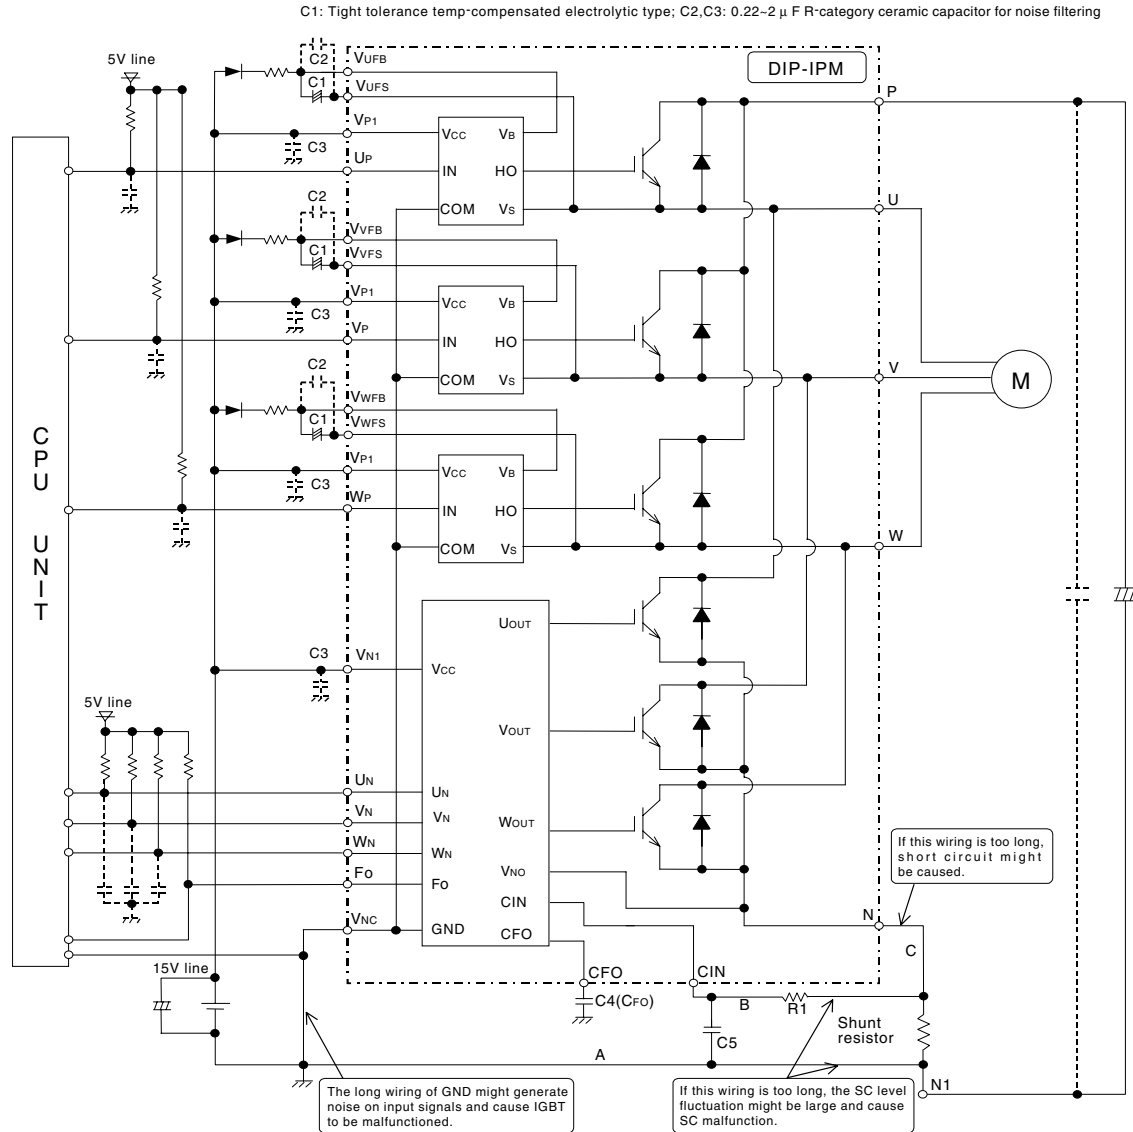 C1: Tight tolerance temp-compensated electrolytic type; C2,C3: 0.22~2 μ F R-category ceramic capacitor for noise filtering
5V line
C2
C1
VUFB
VUFS
DIP-IPM
P
VP1
C3
UP
VCC
VB
IN
HO
COM
VS
U
C2
C1
VVFB
VVFS
VP1
C3
VP
VCC
VB
IN
HO
COM
VS
V
M
C2
C1
VWFB
VWFS
VP1
C3
WP
VCC
VB
IN
HO
COM
VS
W
CPU UNIT
C3
VN1
VCC
UOUT
5V line
VOUT
UN
UN
VN
VN
WOUT
WN
WN
VNO
FO
FO
CIN
VNC
GND
CFO
N
If this wiring is too long,
short circuit might
be caused.
C
15V line
CFO
CIN
C4(CFO)
B
R1
C5
Shunt
resistor
A
N1
The long wiring of GND might generate
noise on input signals and cause IGBT
to be malfunctioned.
If this wiring is too long, the SC level
fluctuation might be large and cause
SC malfunction.